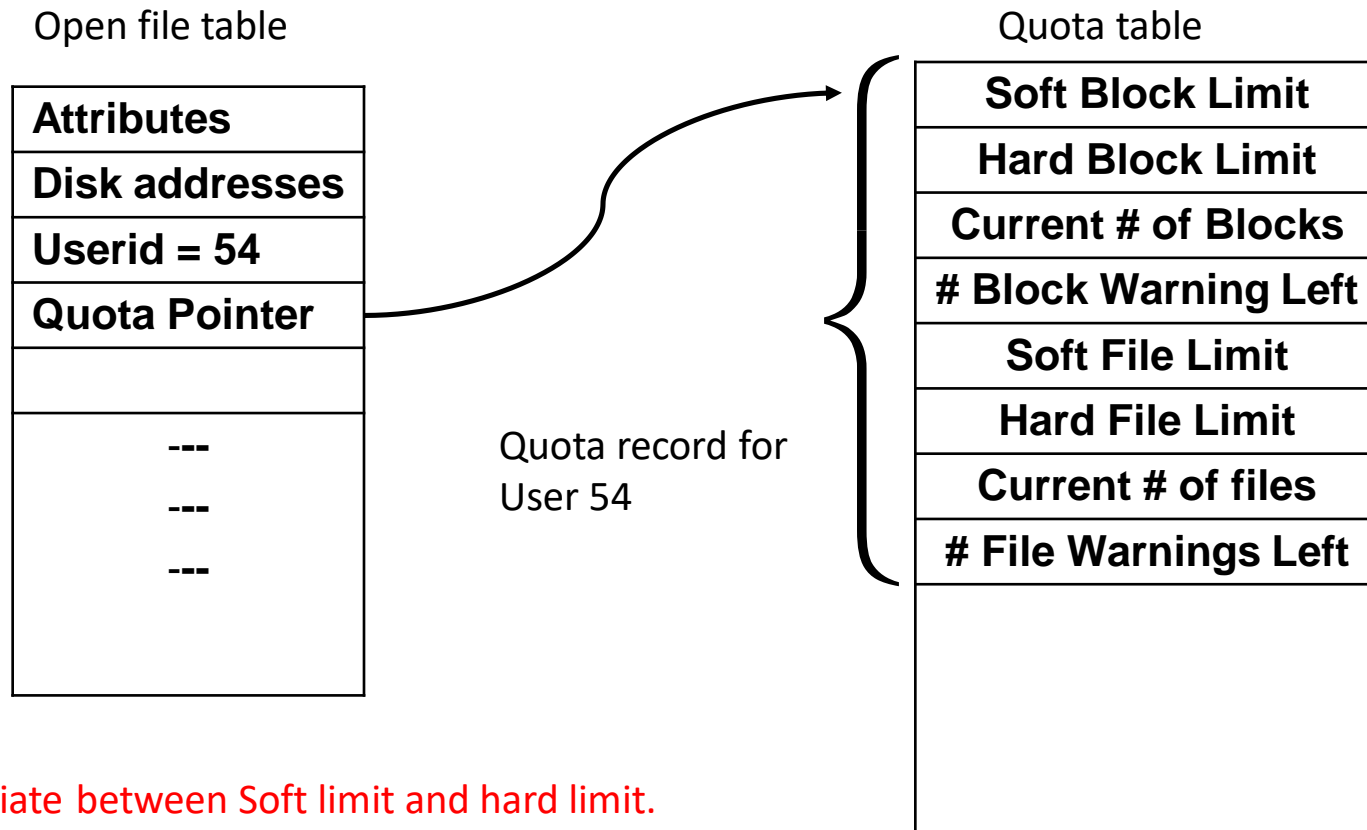 Open file table
Attributes
Disk addresses
Userid = 54
Quota Pointer
---
---
---
Quota record for
User 54
Quota table
Soft Block Limit
Hard Block Limit
Current # of Blocks
# Block Warning Left
Soft File Limit
Hard File Limit
Current # of files
# File Warnings Left
between Soft limit and hard limit.